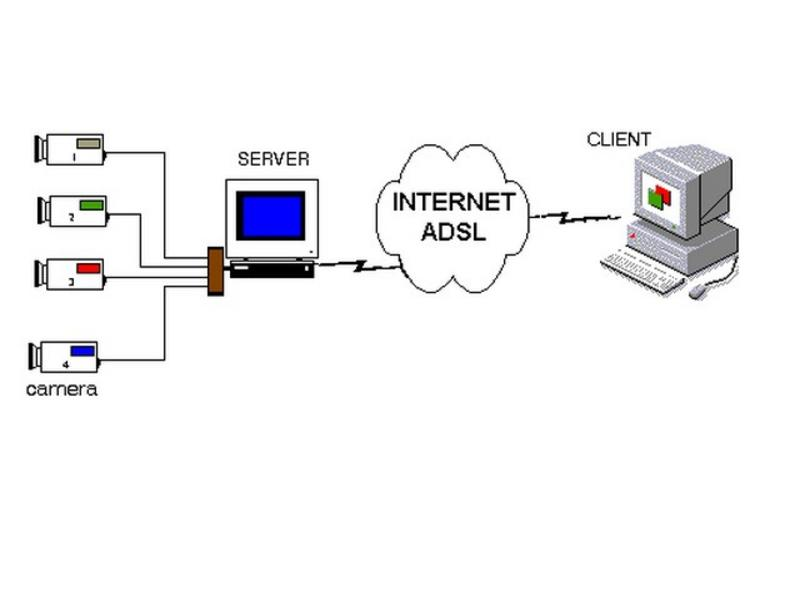 1
2
3
4
camera
SERVER
INTERNET
ADSL
CLIENT